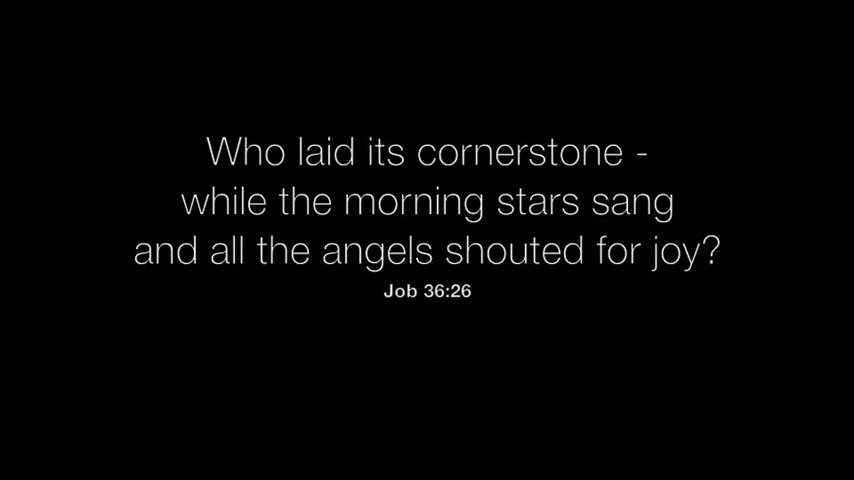 Who laid its cornerstone -
while the morning stars sang
and all the angels shouted for joy?
Job 36:26